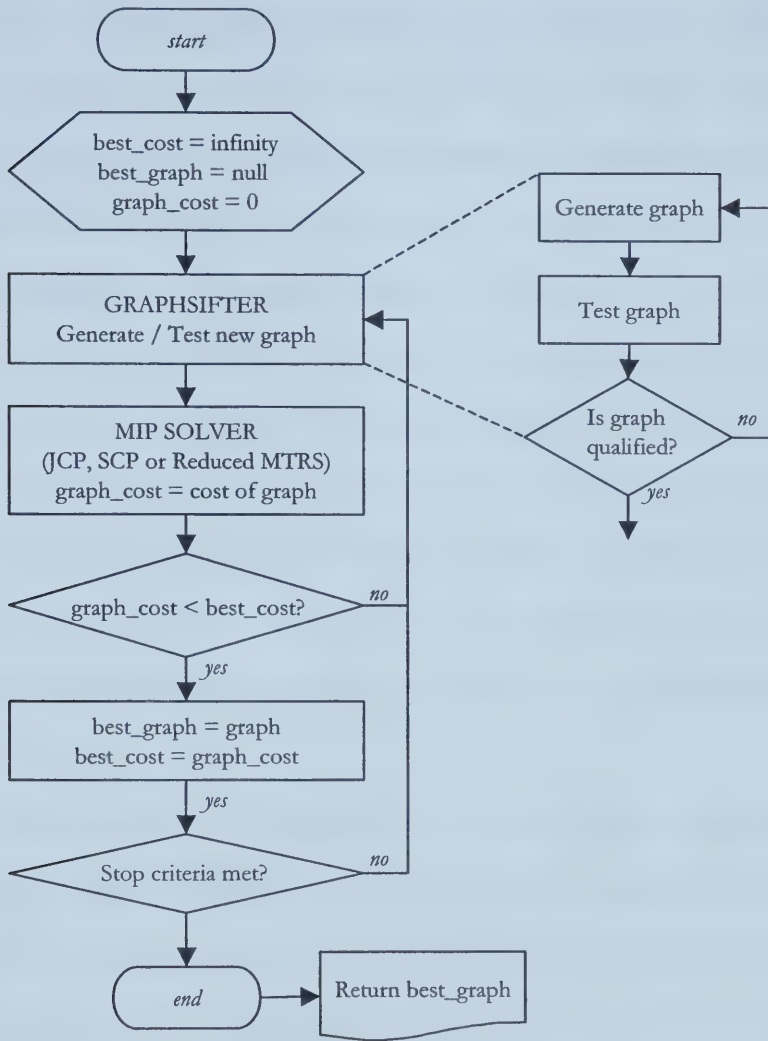 start
best_cost = infinity
best_graph = null
graph_cost = 0
GRAPHSIFTER
Generate / Test new graph
MIP SOLVER
(JCP, SCP or Reduced MTRS)
graph_cost = cost of graph
graph_cost < best_cost?
no
yes
best_graph = graph
best_cost = graph_cost
yes
Stop criteria met?
no
end
Return best_graph
Generate graph
Test graph
Is graph
qualified?
no
yes